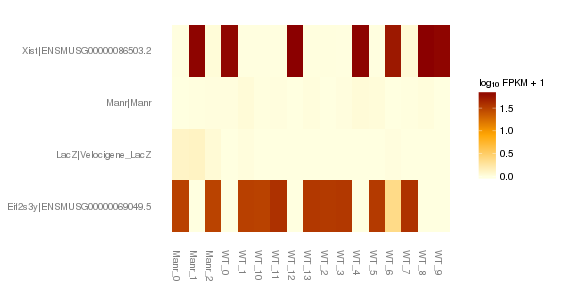 Xist|ENSMUSG00000086503.2
Manr|Manr
LacZ|Velocigene_LacZ
Eif2s3y|ENSMUSG00000069049.5
log₁₀ FPKM + 1
1.5
1.0
0.5
0.0
Manr_0
Manr_1
Manr_2
WT_0
WT_1
WT_10
WT_11
WT_12
WT_13
WT_2
WT_3
WT_4
WT_5
WT_6
WT_7
WT_8
WT_9